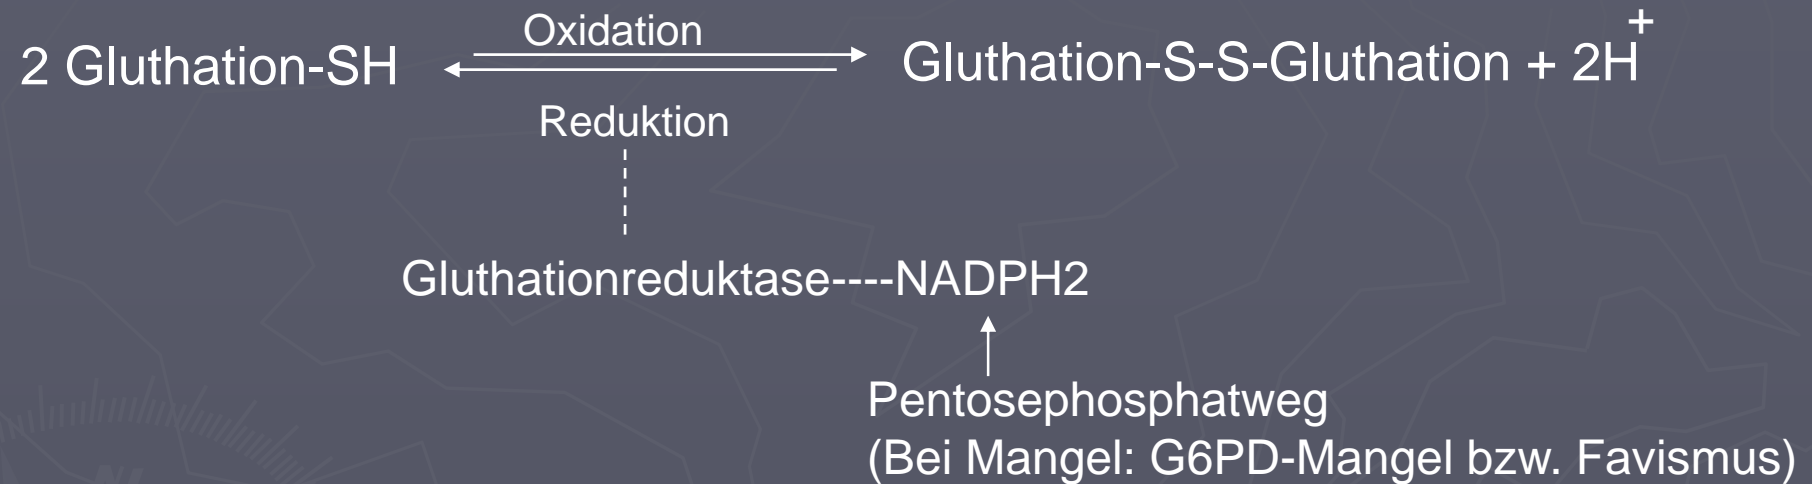 Oxidation
2 Gluthation-SH Gluthation-S-S-Gluthation + 2H⁺
Reduktion
Gluthationreduktase----NADPH2
Pentosephosphatweg
(Bei Mangel: G6PD-Mangel bzw. Favismus)